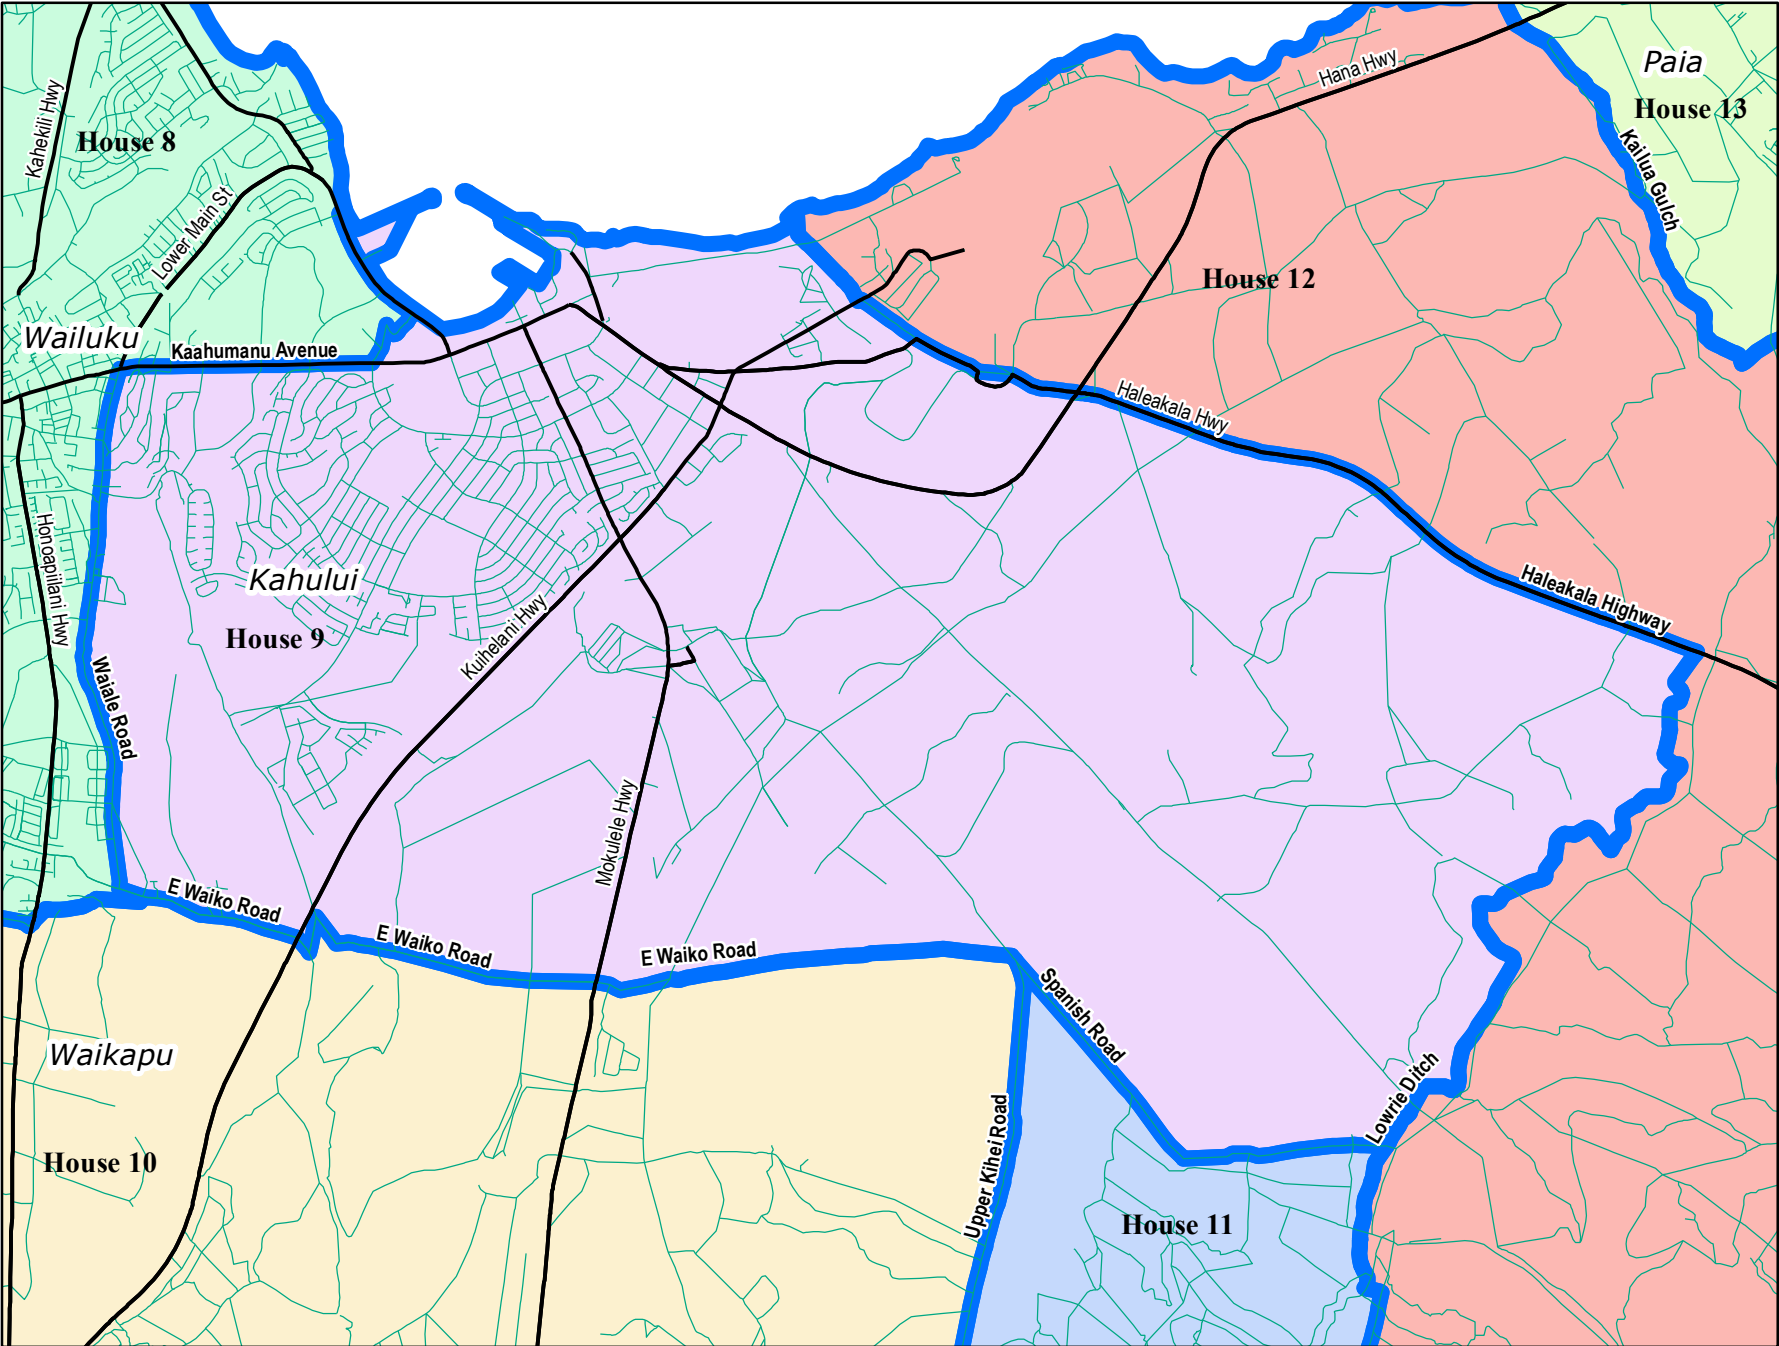 Paia
House 13
Hana Hwy
Kahekili Hwy
House 8
Kailua Gulch
Lower Main St
House 12
Wailuku
Kaahumanu Avenue
Haleakala Hwy
Honoapiilani Hwy
Kahului
House 9
Kuihelani Hwy
Haleakala Highway
Waiale Road
Mokulele Hwy
E Waiko Road
E Waiko Road
E Waiko Road
Spanish Road
Waikapu
Lowrie Ditch
House 10
Upper Kihei Road
House 11